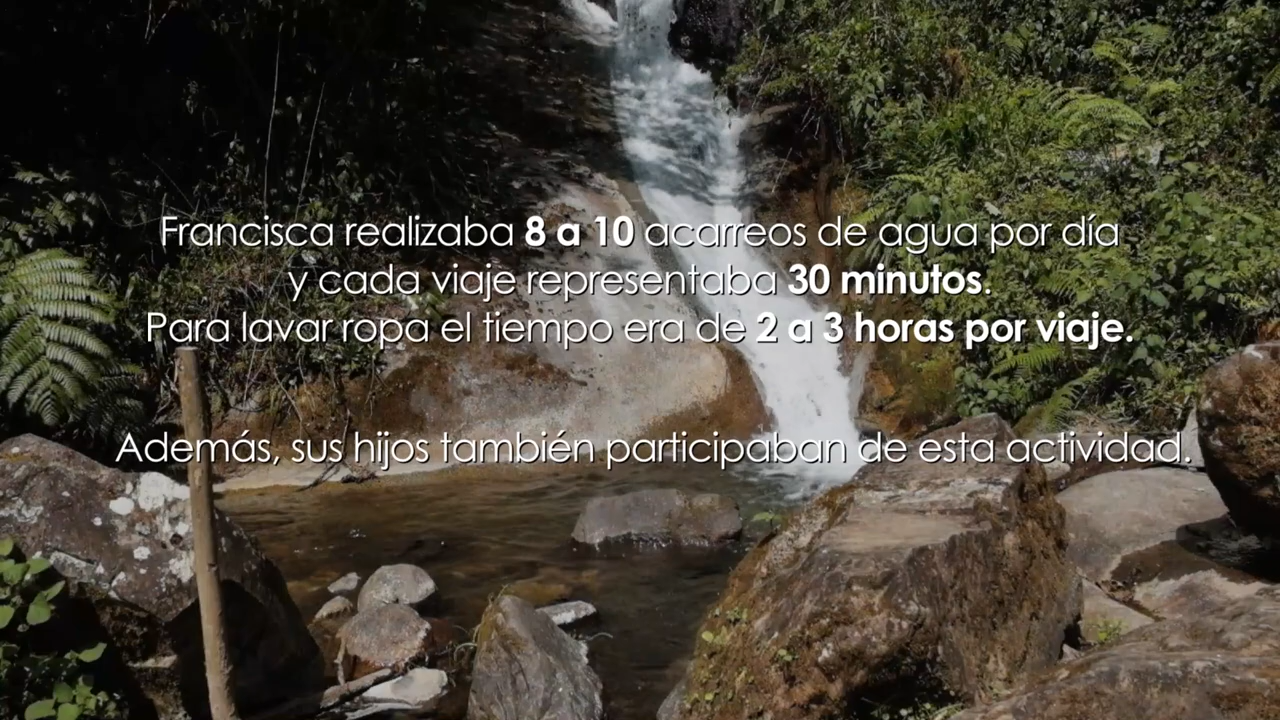 Francisca realizaba 8 a 10 acarreos de agua por día
y cada viaje representaba 30 minutos.
Para lavar ropa el tiempo era de 2 a 3 horas por viaje.
Además, sus hijos también participaban de esta actividad.